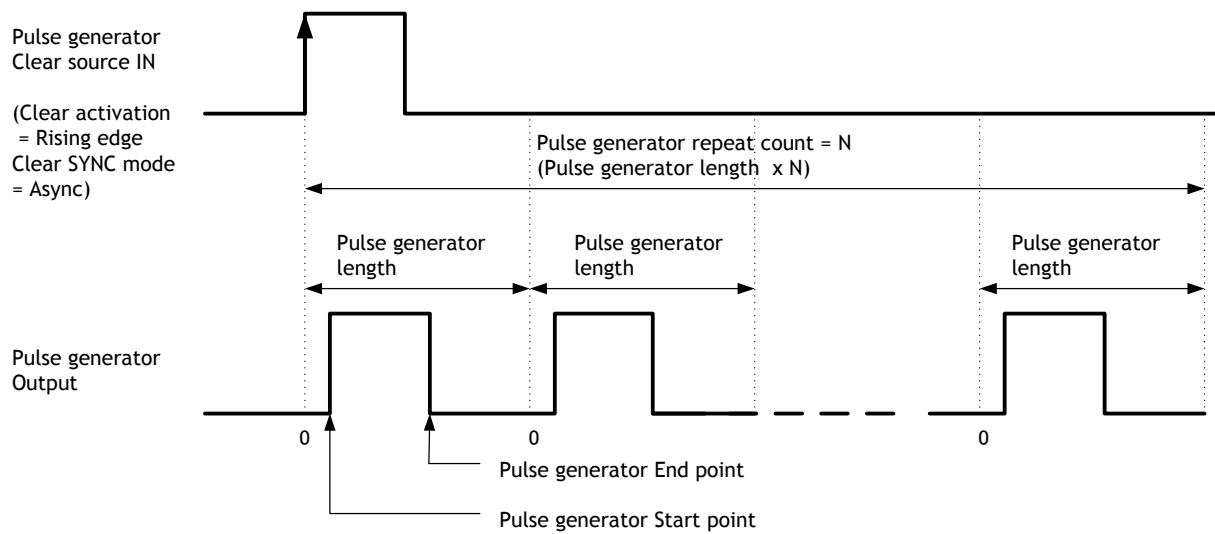 Pulse generator
Clear source IN
(Clear activation
= Rising edge
Clear SYNC mode
= Async)
Pulse generator repeat count = N
(Pulse generator length x N)
Pulse generator
length
Pulse generator
length
Pulse generator
length
Pulse generator
Output
0
0
0
Pulse generator End point
Pulse generator Start point